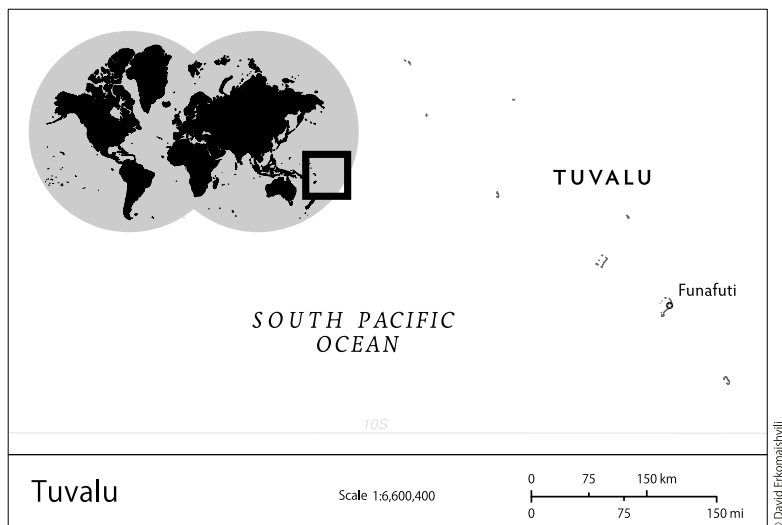 TUVALU
Funafuti
SOUTH PACIFIC
OCEAN
10S
Tuvalu
Scale 1:6,600,400
0 75 150 km
0 75 150 mi
© David Erkomaishvili